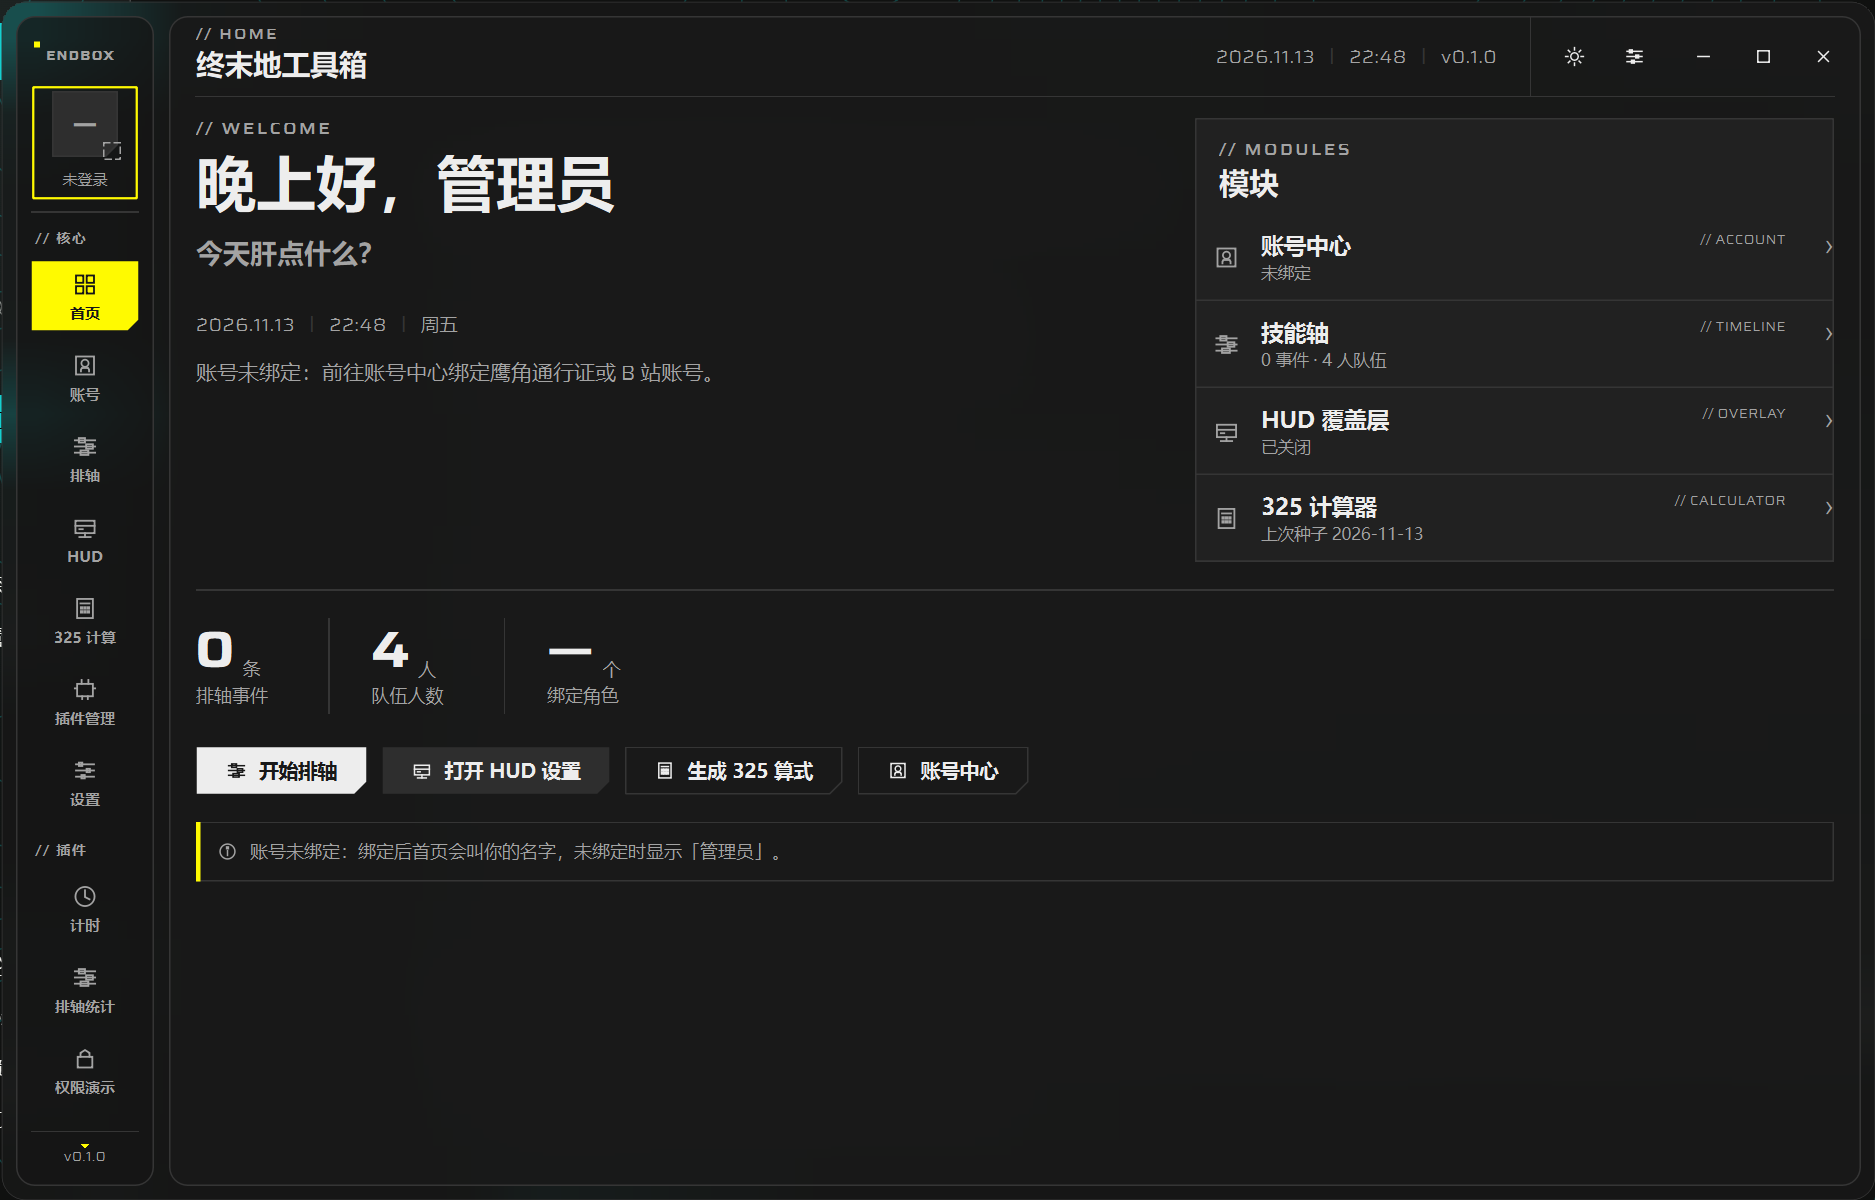 ENDBOX
未登录
// 核心
首页
账号
排轴
HUD
325 计算
插件管理
设置
// 插件
计时
排轴统计
权限演示
v0.1.0
// HOME
终末地工具箱
2026.11.13 | 22:48 | v0.1.0
// WELCOME
晚上好，管理员
今天肝点什么？
2026.11.13 | 22:48 | 周五
账号未绑定：前往账号中心绑定鹰角通行证或 B 站账号。
// MODULES
模块
账号中心
// ACCOUNT
未绑定
技能轴
// TIMELINE
0 事件 · 4 人队伍
HUD 覆盖层
// OVERLAY
已关闭
325 计算器
// CALCULATOR
上次种子 2026-11-13
0 条
排轴事件
4 人
队伍人数
— 个
绑定角色
开始排轴
打开 HUD 设置
生成 325 算式
账号中心
账号未绑定：绑定后首页会叫你的名字，未绑定时显示「管理员」。